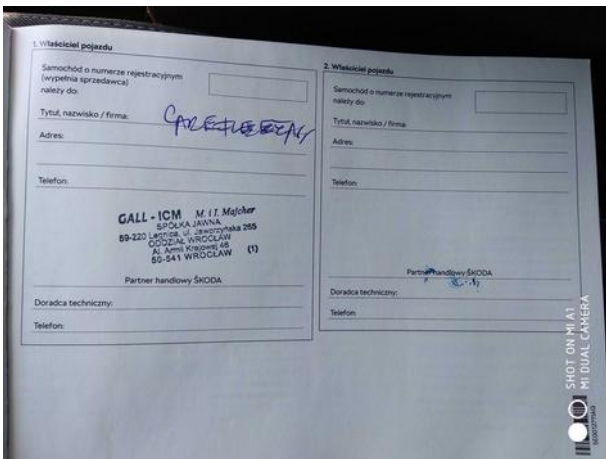 1. Właściciel pojazdu
Samochód o numerze rejestracyjnym
(wypełnia sprzedawca)
należy do:
Tytuł, nazwisko / firma:
Adres:
Telefon:
GALL - ICM M. i I. Majcher
SPÓŁKA JAWNA
59-220 Legnica, ul. Jaworzyńska 265
ODDZIAŁ WROCŁAW
Al. Armii Krajowej 46
50-541 WROCŁAW (1)
Partner handlowy ŠKODA
Doradca techniczny:
Telefon:
2. Właściciel pojazdu
Samochód o numerze rejestracyjnym
należy do:
Tytuł, nazwisko / firma:
Adres:
Telefon:
Partner handlowy ŠKODA
Doradca techniczny:
Telefon:
SHOT ON MI A1
MI DUAL CAMERA